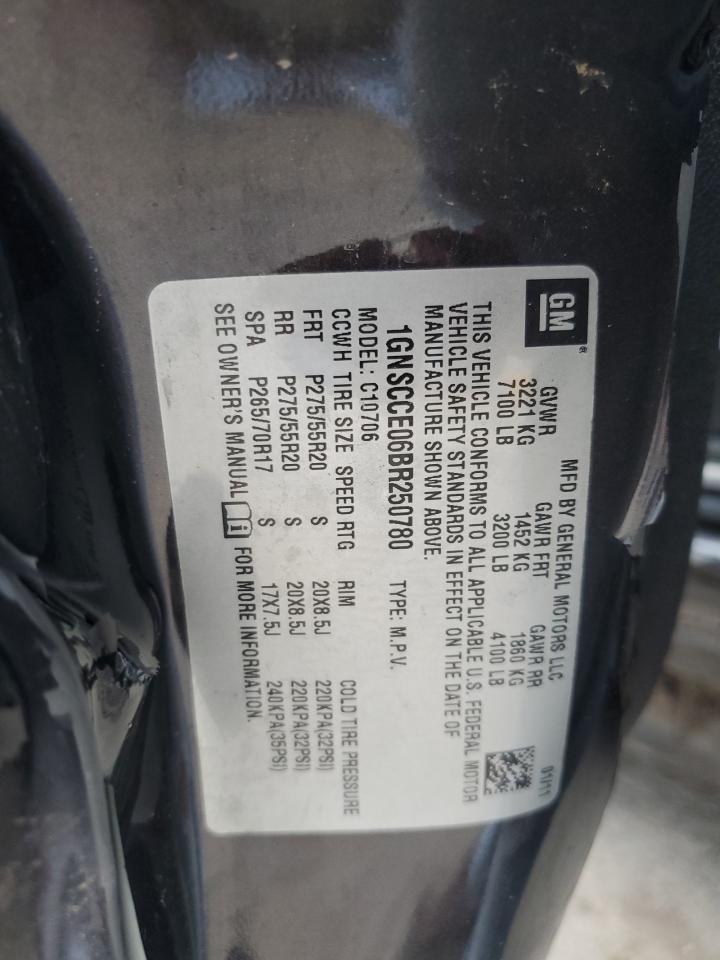 GM®
MFD BY GENERAL MOTORS LLC 01/11
GVWR GAWR FRT GAWR RR
3221 KG 1452 KG 1860 KG
7100 LB 3200 LB 4100 LB
THIS VEHICLE CONFORMS TO ALL APPLICABLE U.S. FEDERAL MOTOR
VEHICLE SAFETY STANDARDS IN EFFECT ON THE DATE OF
MANUFACTURE SHOWN ABOVE.
1GNSCCE06BR250780 TYPE: M.P.V.
MODEL: C10706
CCWH TIRE SIZE SPEED RTG RIM COLD TIRE PRESSURE
FRT P275/55R20 S 20X8.5J 220KPA(32PSI)
RR P275/55R20 S 20X8.5J 220KPA(32PSI)
SPA P265/70R17 S 17X7.5J 240KPA(35PSI)
SEE OWNER'S MANUAL FOR MORE INFORMATION.